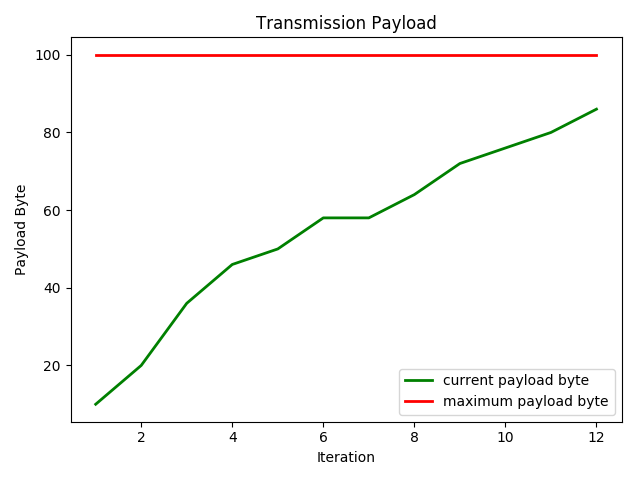 Transmission Payload
Payload Byte
100
80
60
40
20
2 4 6 8 10 12
Iteration
current payload byte
maximum payload byte